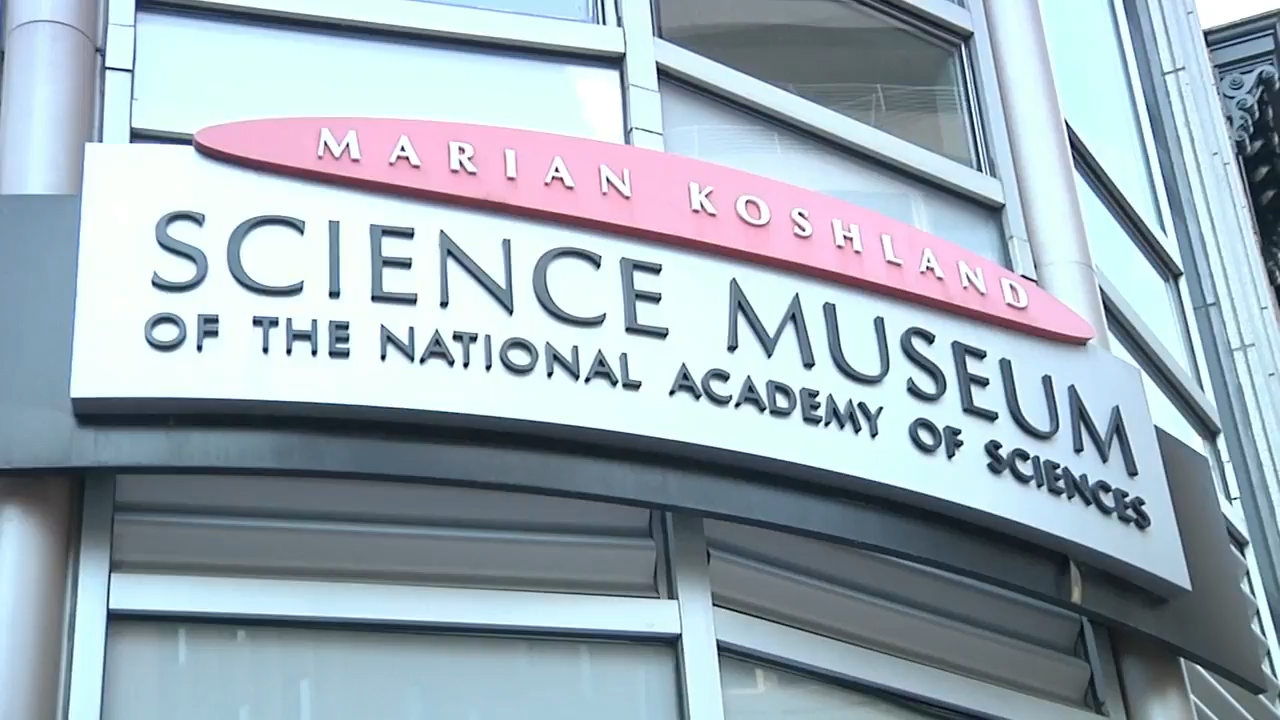 MARIAN KOSHLAND
SCIENCE MUSEUM
OF THE NATIONAL ACADEMY OF SCIENCES